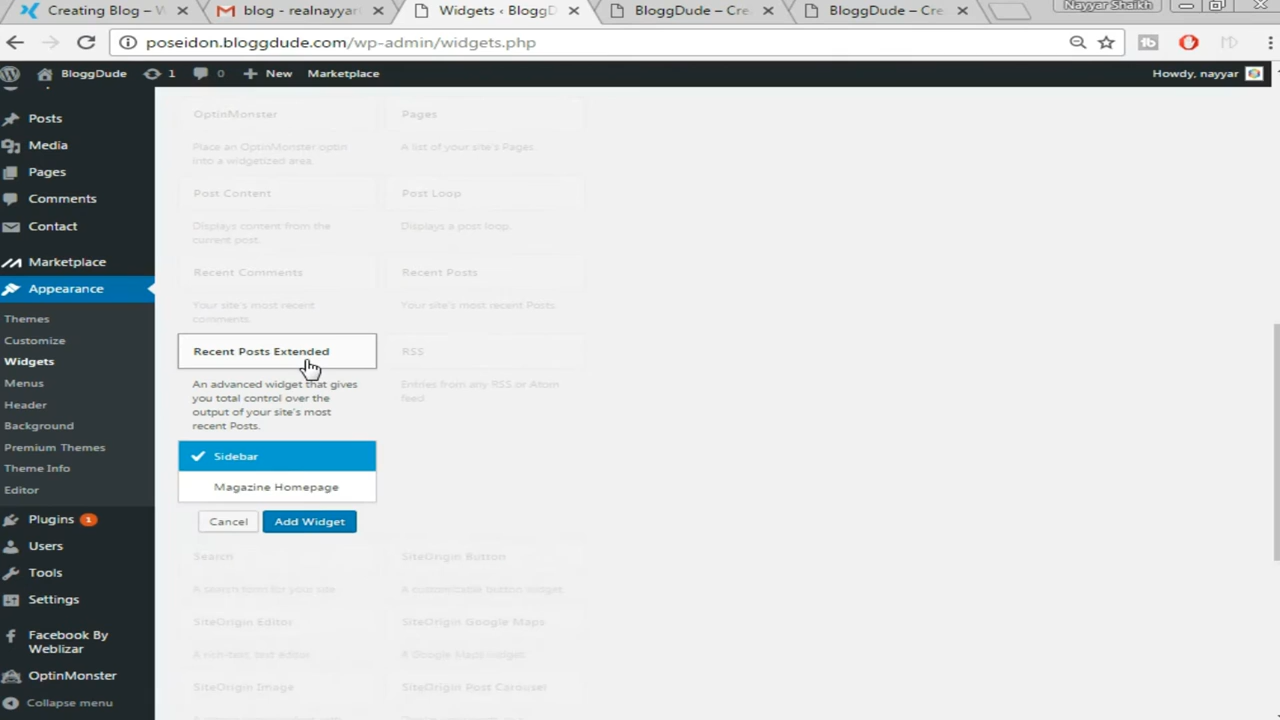 Creating Blog – W
blog - realnayyar
Widgets ‹ BloggD
BloggDude – Cre
BloggDude – Cre
Nayyar Shaikh
poseidon.bloggdude.com/wp-admin/widgets.php
BloggDude 1 0 New Marketplace
Howdy, nayyar
Posts
Media
Pages
Comments
Contact
Marketplace
Appearance
Themes
Customize
Widgets
Menus
Header
Background
Premium Themes
Theme Info
Editor
Plugins 1
Users
Tools
Settings
Facebook By
Weblizar
OptinMonster
Collapse menu
OptinMonster
Place an OptinMonster optin
into a widgetized area.
Pages
A list of your site's Pages.
Post Content
Displays content from the
current post.
Post Loop
Displays a post loop.
Recent Comments
Your site's most recent
comments.
Recent Posts
Your site's most recent Posts.
Recent Posts Extended
An advanced widget that gives
you total control over the
output of your site's most
recent Posts.
RSS
Entries from any RSS or Atom
feed.
Sidebar
Magazine Homepage
Cancel
Add Widget
Search
A search form for your site.
SiteOrigin Button
A customizable button widget.
SiteOrigin Editor
A rich-text, text editor.
SiteOrigin Google Maps
A Google Maps widget.
SiteOrigin Image
SiteOrigin Post Carousel